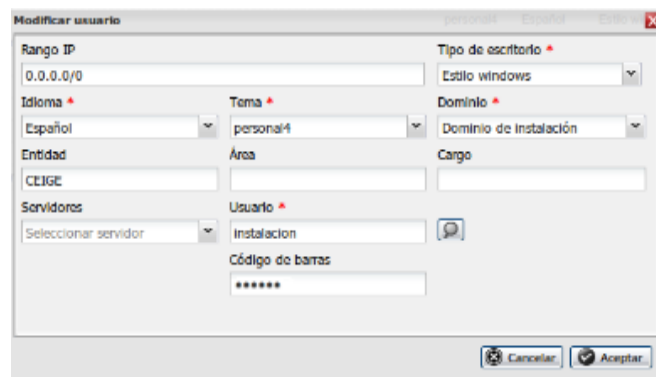 Modificar usuario personal4 Español
Rango IP Tipo de escritorio *
0.0.0.0/0 Estilo windows
Idioma * Tema * Dominio *
Español personal4 Dominio de instalación
Entidad Área Cargo
CEIGE
Servidores Usuario *
Seleccionar servidor instalacion
Código de barras
******
Cancelar Aceptar